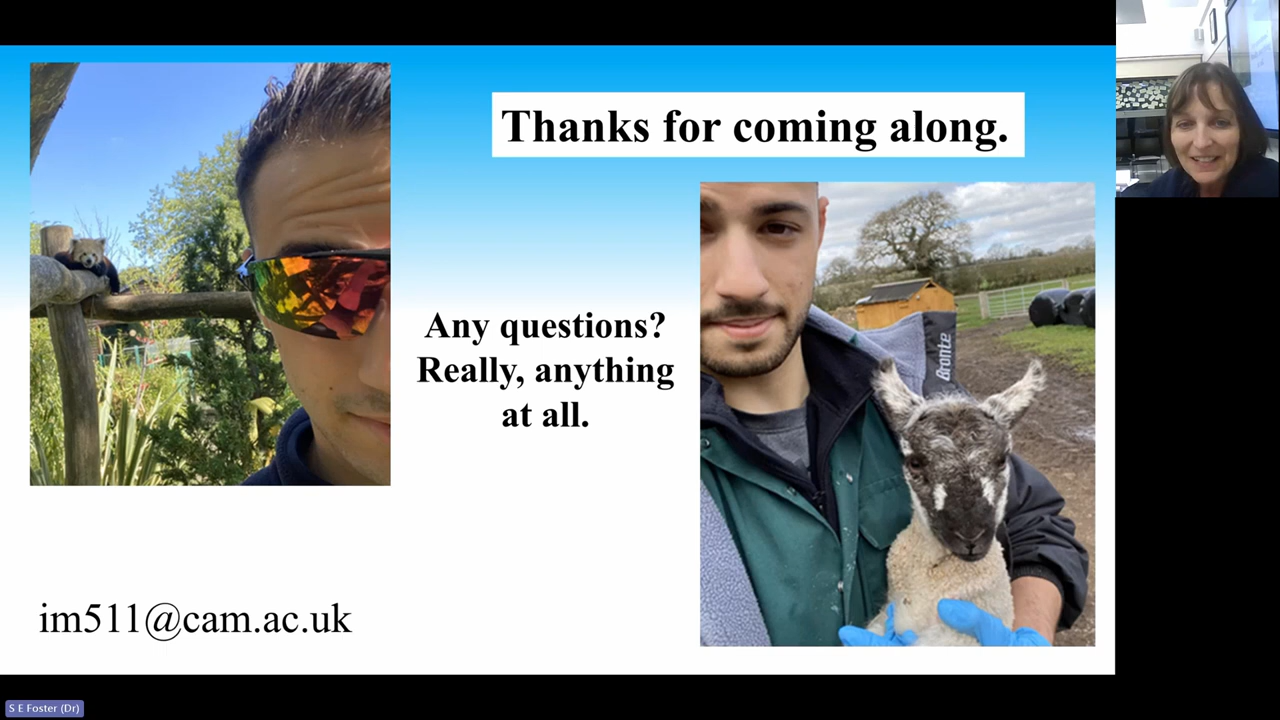 Thanks for coming along.
Any questions?
Really, anything
at all.
Bronte
im511@cam.ac.uk
S E Foster (Dr)